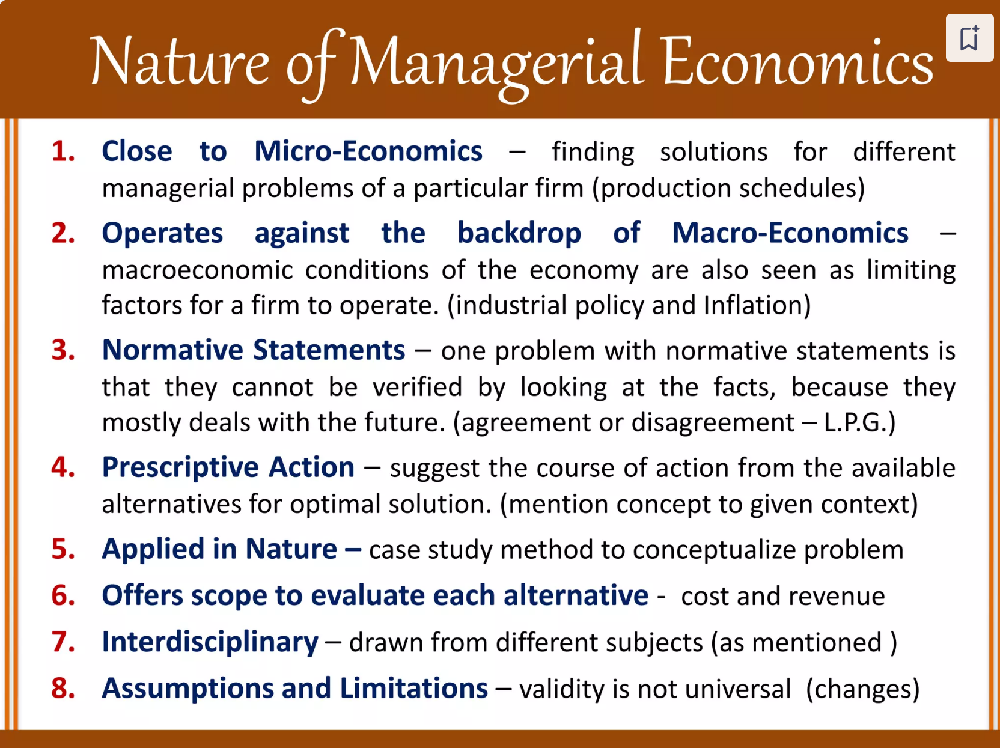 Nature of Managerial Economics
1. Close to Micro-Economics – finding solutions for different
managerial problems of a particular firm (production schedules)
2. Operates against the backdrop of Macro-Economics –
macroeconomic conditions of the economy are also seen as limiting
factors for a firm to operate. (industrial policy and Inflation)
3. Normative Statements – one problem with normative statements is
that they cannot be verified by looking at the facts, because they
mostly deals with the future. (agreement or disagreement – L.P.G.)
4. Prescriptive Action – suggest the course of action from the available
alternatives for optimal solution. (mention concept to given context)
5. Applied in Nature – case study method to conceptualize problem
6. Offers scope to evaluate each alternative - cost and revenue
7. Interdisciplinary – drawn from different subjects (as mentioned )
8. Assumptions and Limitations – validity is not universal (changes)